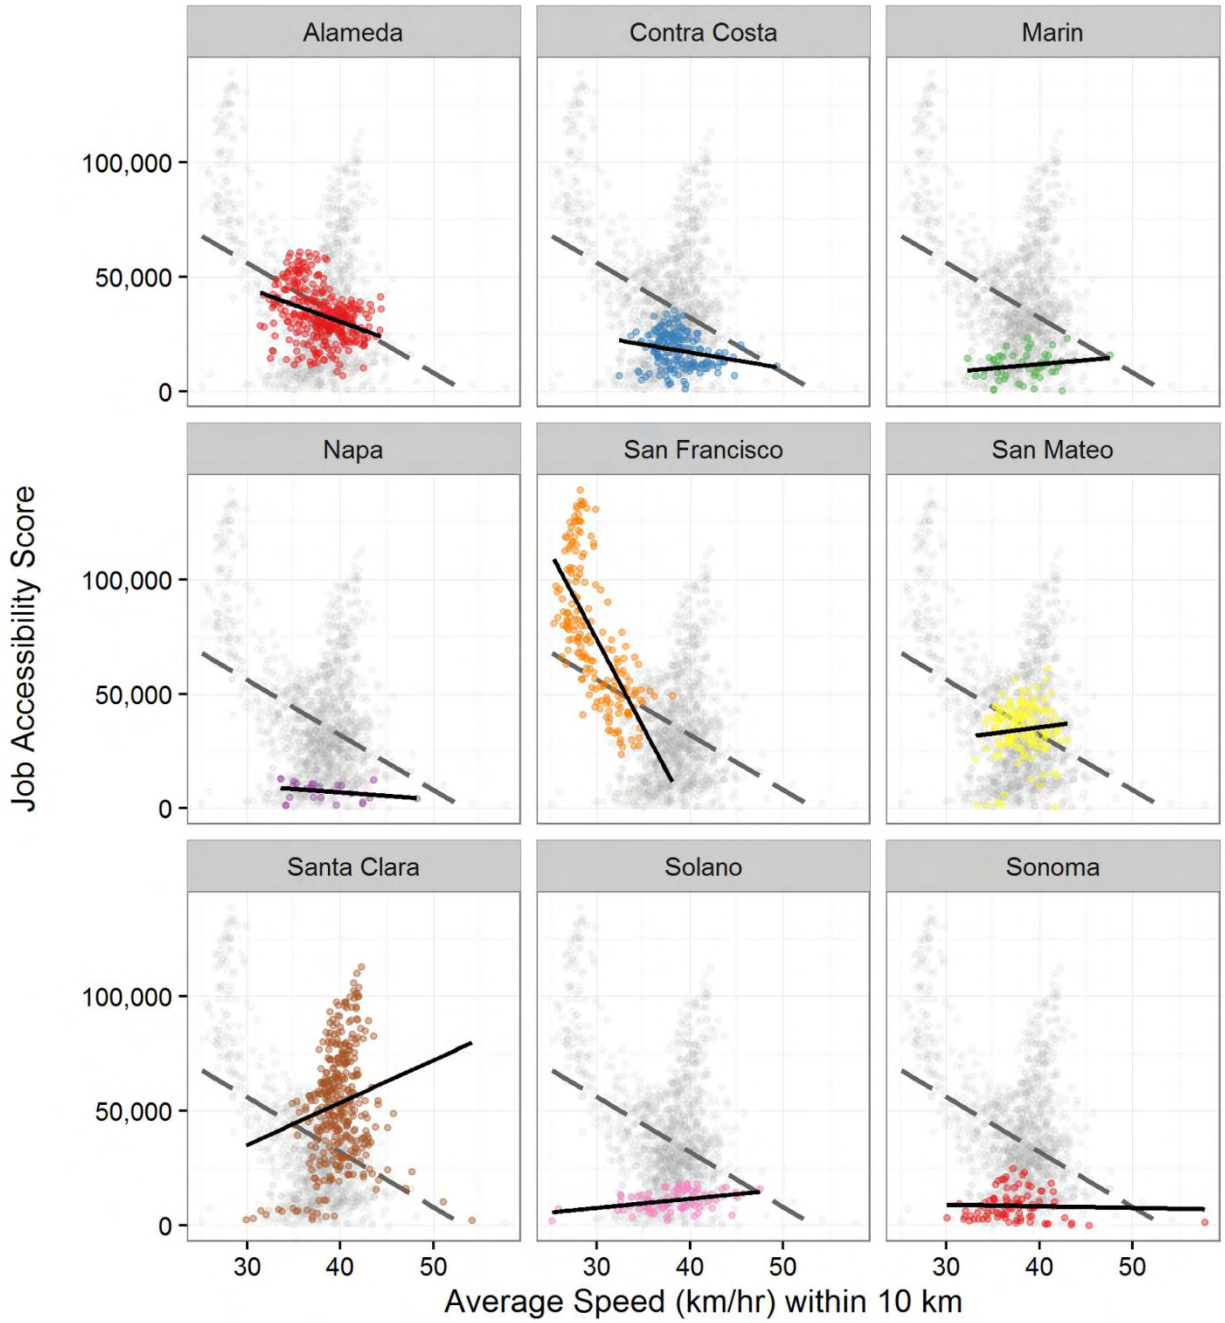 Alameda Contra Costa Marin
100,000
50,000
0
Napa San Francisco San Mateo
100,000
50,000
0
Job Accessibility Score
Santa Clara Solano Sonoma
100,000
50,000
0
30 40 50 30 40 50 30 40 50
Average Speed (km/hr) within 10 km